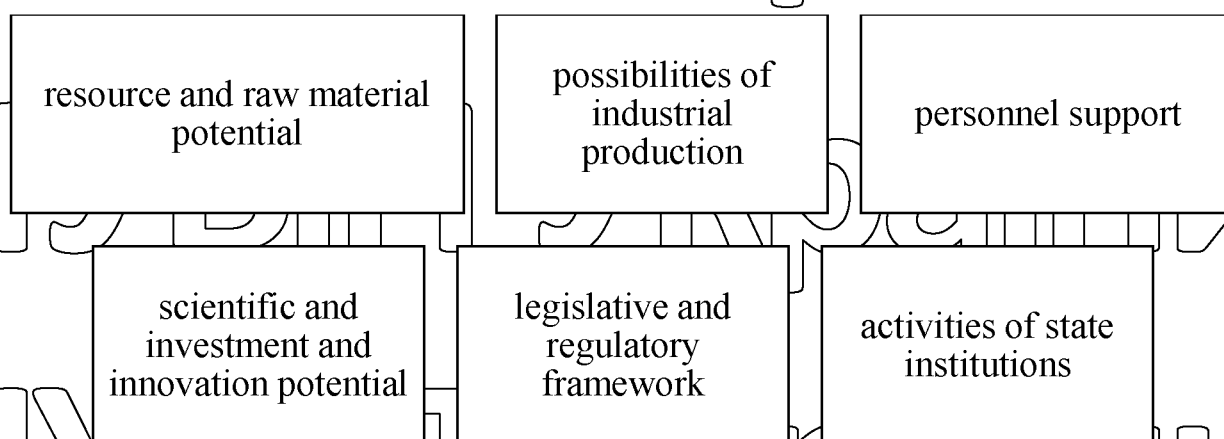 resource and raw material
potential
possibilities of
industrial
production
personnel support
scientific and
investment and
innovation potential
legislative and
regulatory
framework
activities of state
institutions